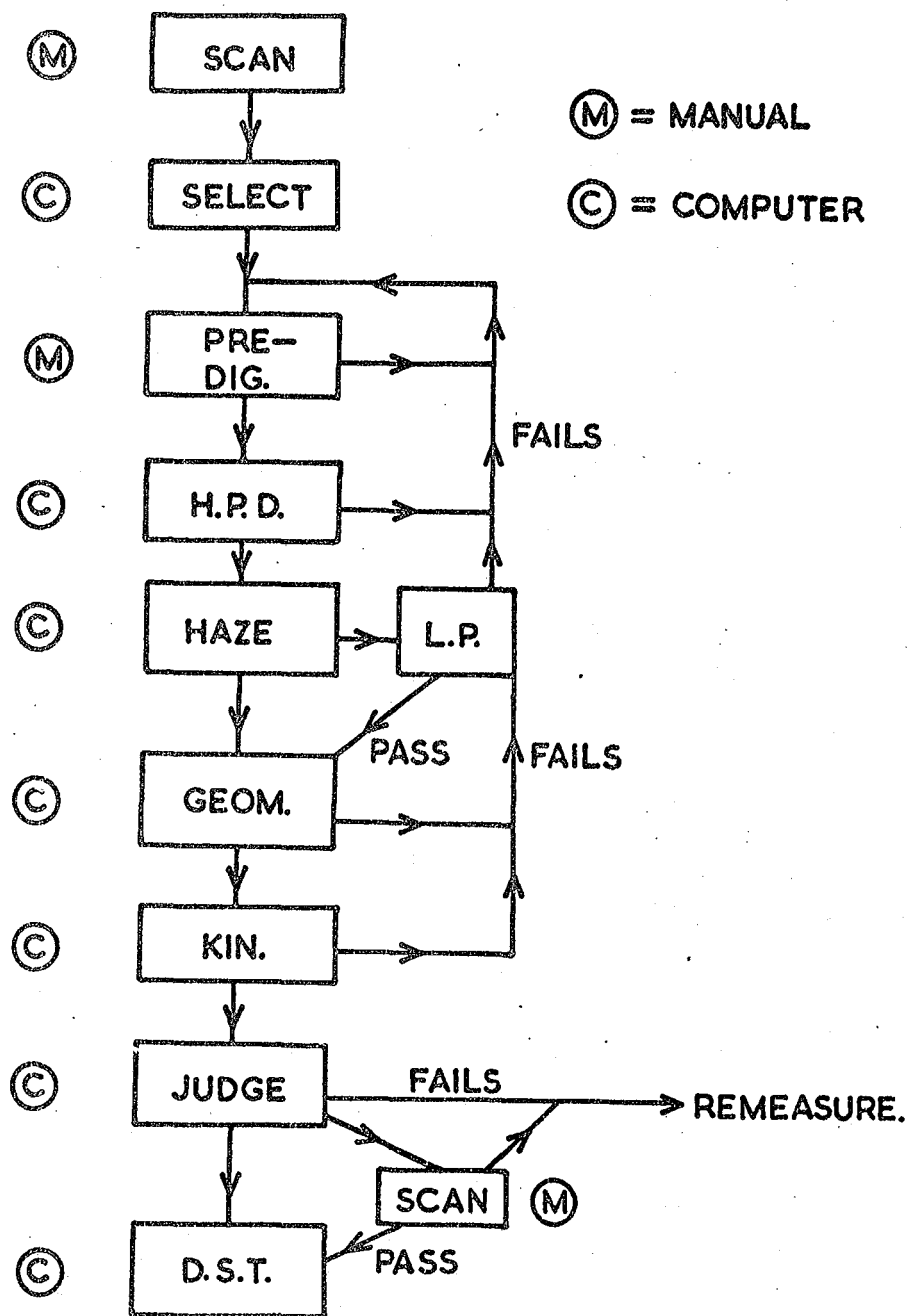 M SCAN
M = MANUAL
C SELECT
C = COMPUTER
M PRE-
DIG.
FAILS
C H.P.D.
C HAZE L.P.
PASS FAILS
C GEOM.
C KIN.
C JUDGE FAILS REMEASURE.
SCAN M
PASS
C D.S.T.